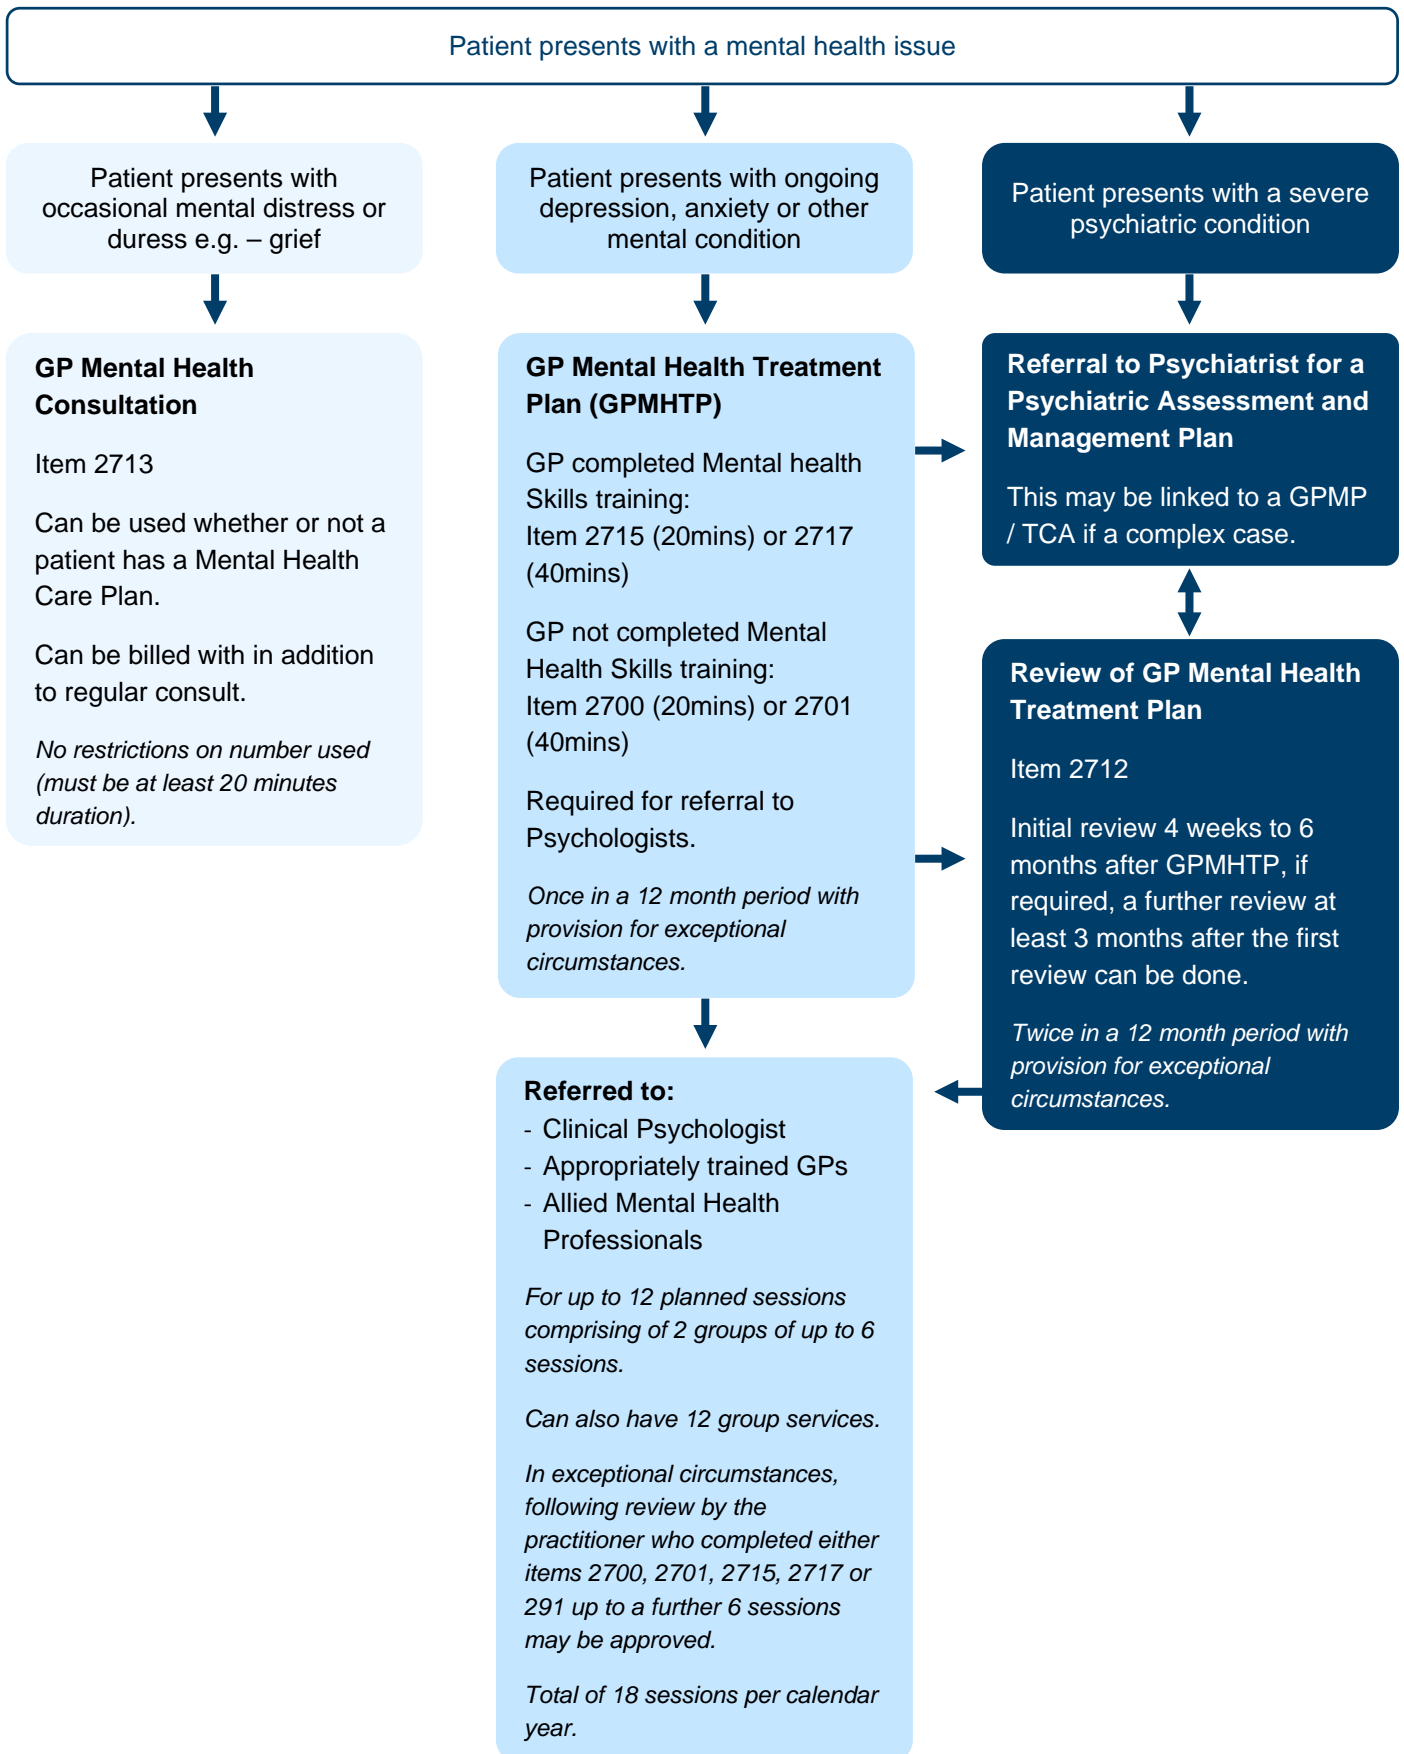 Patient presents with a mental health issue
Patient presents with
occasional mental distress or
duress e.g. – grief
Patient presents with ongoing
depression, anxiety or other
mental condition
Patient presents with a severe
psychiatric condition
GP Mental Health
Consultation
Item 2713
Can be used whether or not a
patient has a Mental Health
Care Plan.
Can be billed with in addition
to regular consult.
No restrictions on number used
(must be at least 20 minutes
duration).
GP Mental Health Treatment
Plan (GPMHTP)
GP completed Mental health
Skills training:
Item 2715 (20mins) or 2717
(40mins)
GP not completed Mental
Health Skills training:
Item 2700 (20mins) or 2701
(40mins)
Required for referral to
Psychologists.
Once in a 12 month period with
provision for exceptional
circumstances.
Referral to Psychiatrist for a
Psychiatric Assessment and
Management Plan
This may be linked to a GPMP
/ TCA if a complex case.
Review of GP Mental Health
Treatment Plan
Item 2712
Initial review 4 weeks to 6
months after GPMHTP, if
required, a further review at
least 3 months after the first
review can be done.
Twice in a 12 month period with
provision for exceptional
circumstances.
Referred to:
- Clinical Psychologist
- Appropriately trained GPs
- Allied Mental Health
Professionals
For up to 12 planned sessions
comprising of 2 groups of up to 6
sessions.
Can also have 12 group services.
In exceptional circumstances,
following review by the
practitioner who completed either
items 2700, 2701, 2715, 2717 or
291 up to a further 6 sessions
may be approved.
Total of 18 sessions per calendar
year.